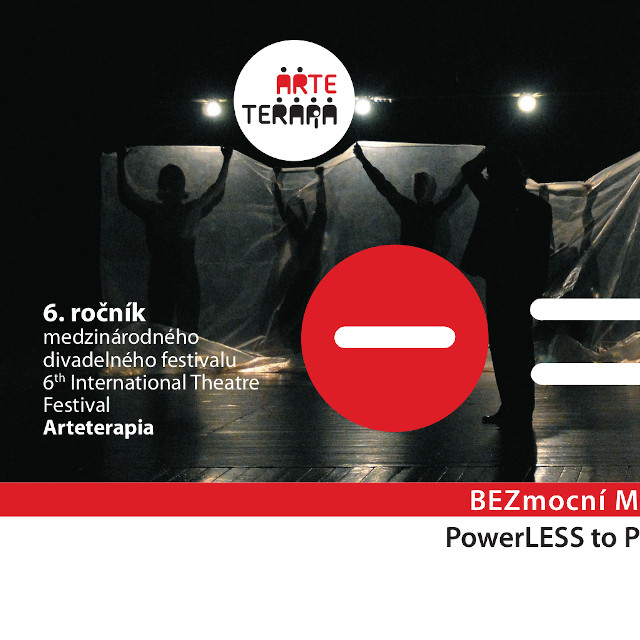 ARTE
TERAPIA
6. ročník
medzinárodného
divadelného festivalu
6th International Theatre
Festival
Arteterapia
BEZmocní M
PowerLESS to P